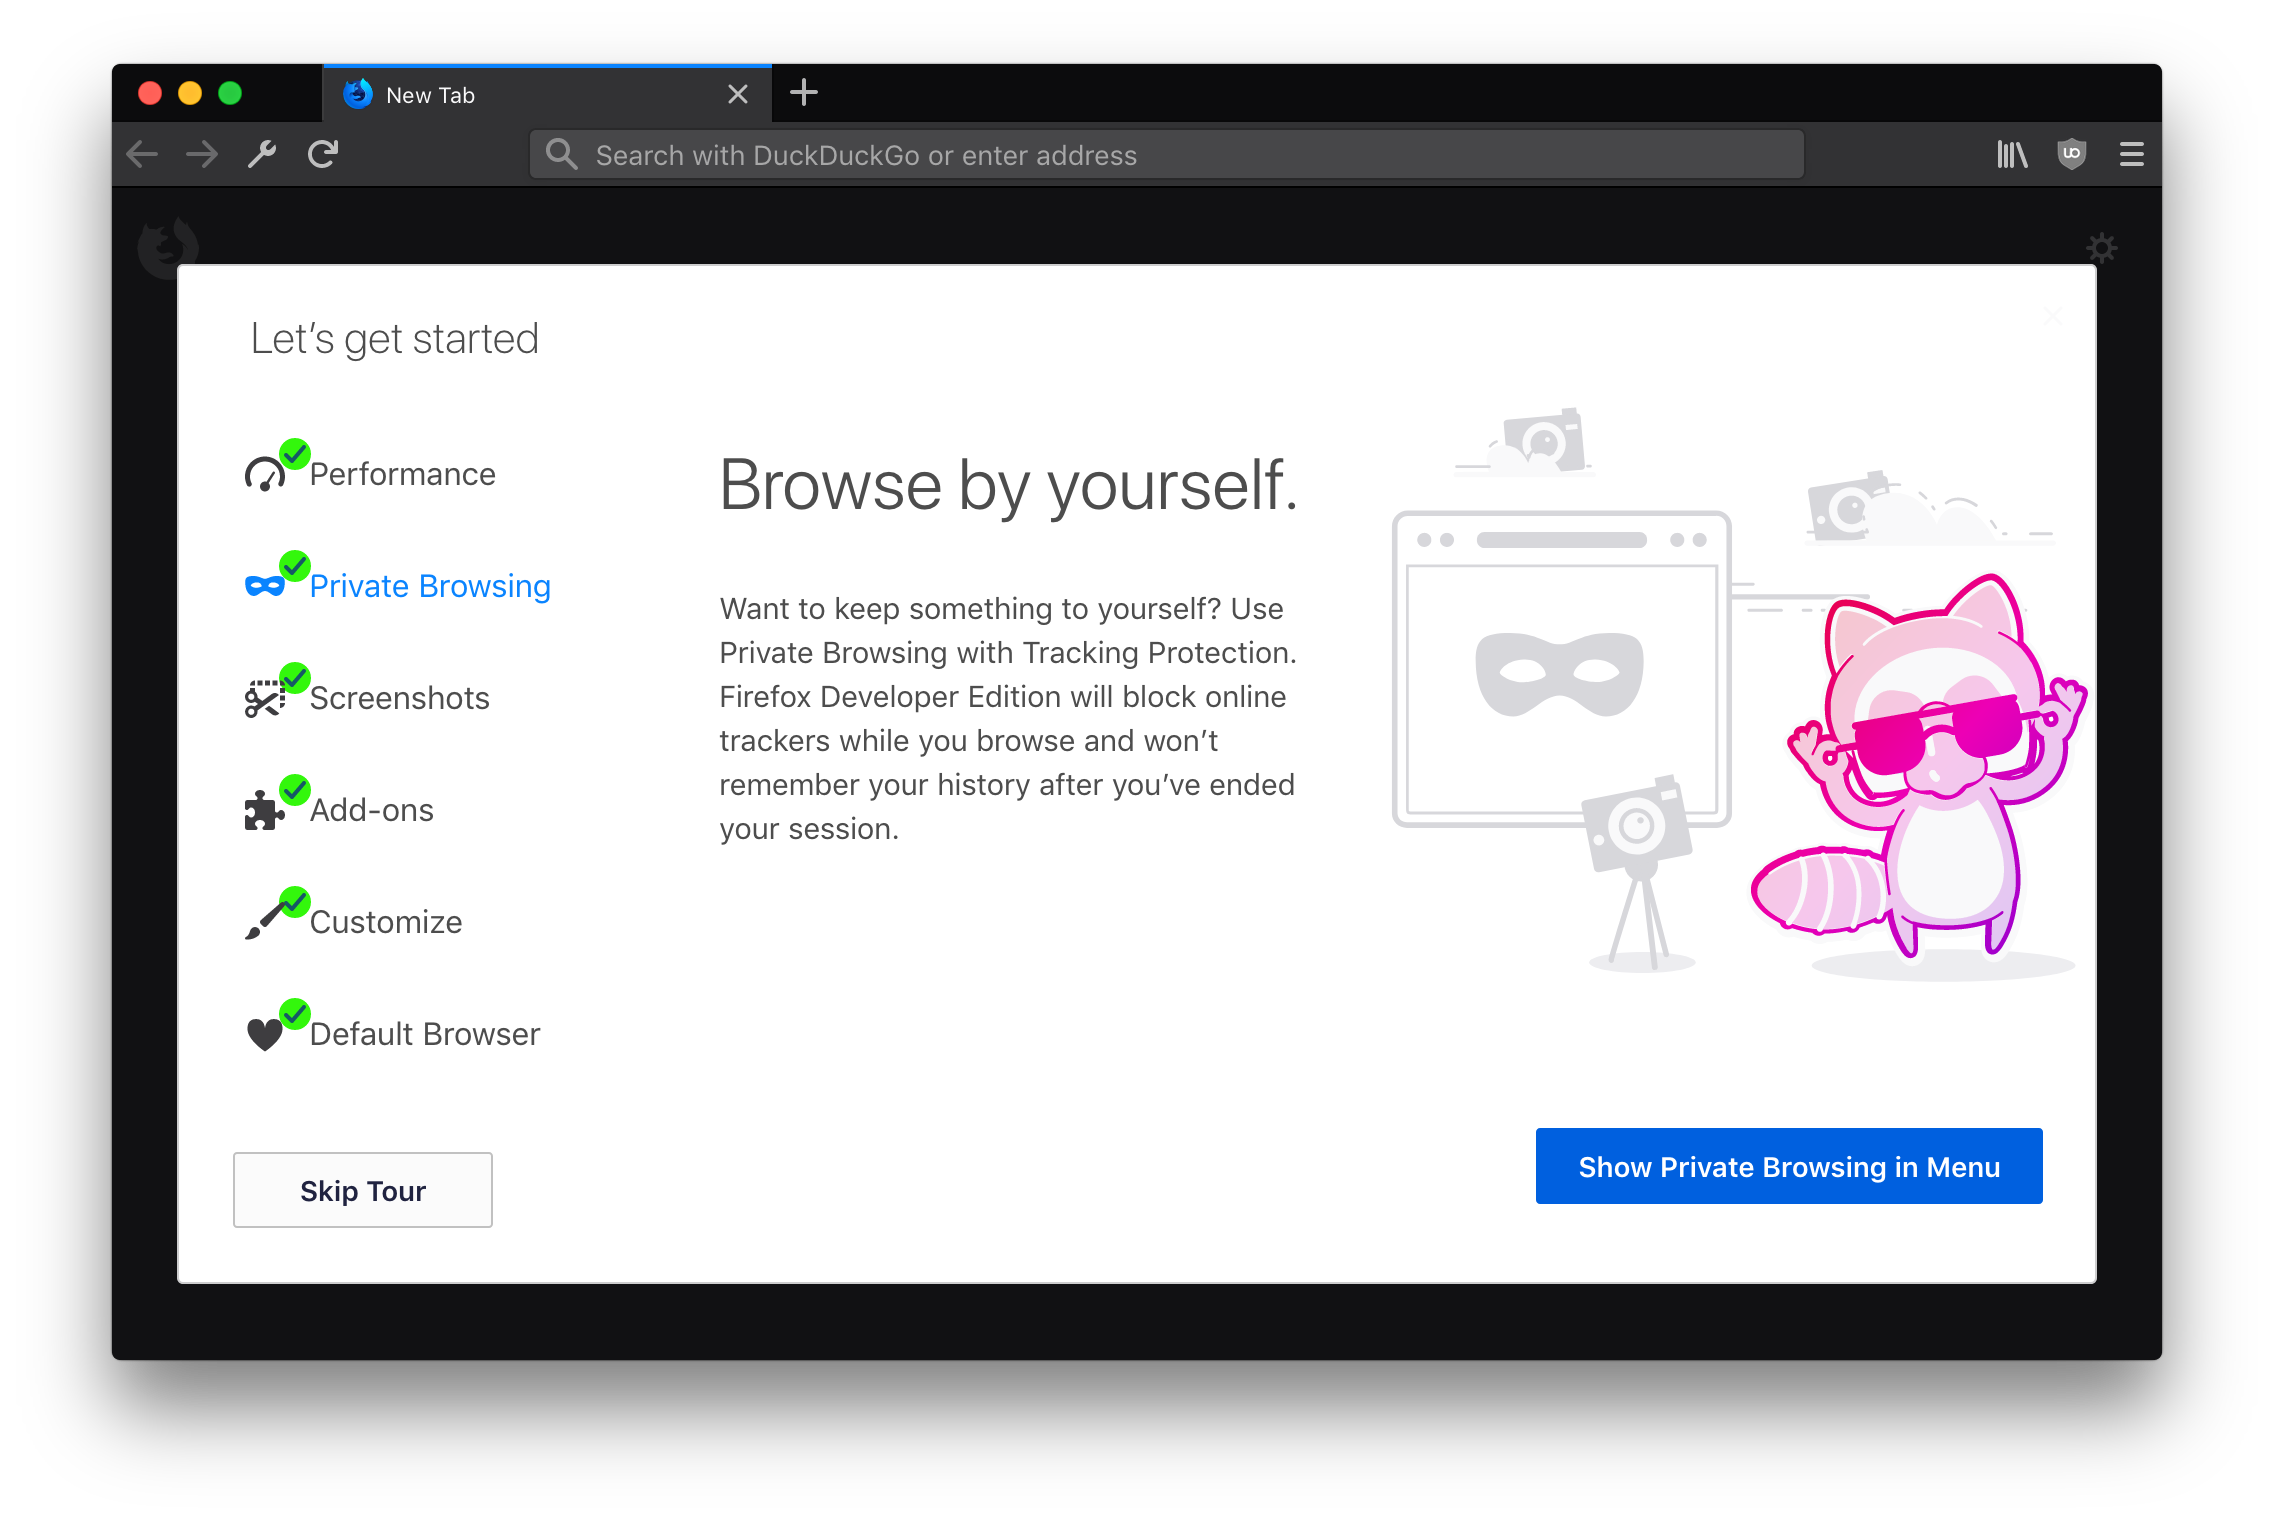 New Tab
Search with DuckDuckGo or enter address
Let’s get started
Performance
Private Browsing
Screenshots
Add-ons
Customize
Default Browser
Skip Tour
Browse by yourself.
Want to keep something to yourself? Use
Private Browsing with Tracking Protection.
Firefox Developer Edition will block online
trackers while you browse and won’t
remember your history after you’ve ended
your session.
Show Private Browsing in Menu